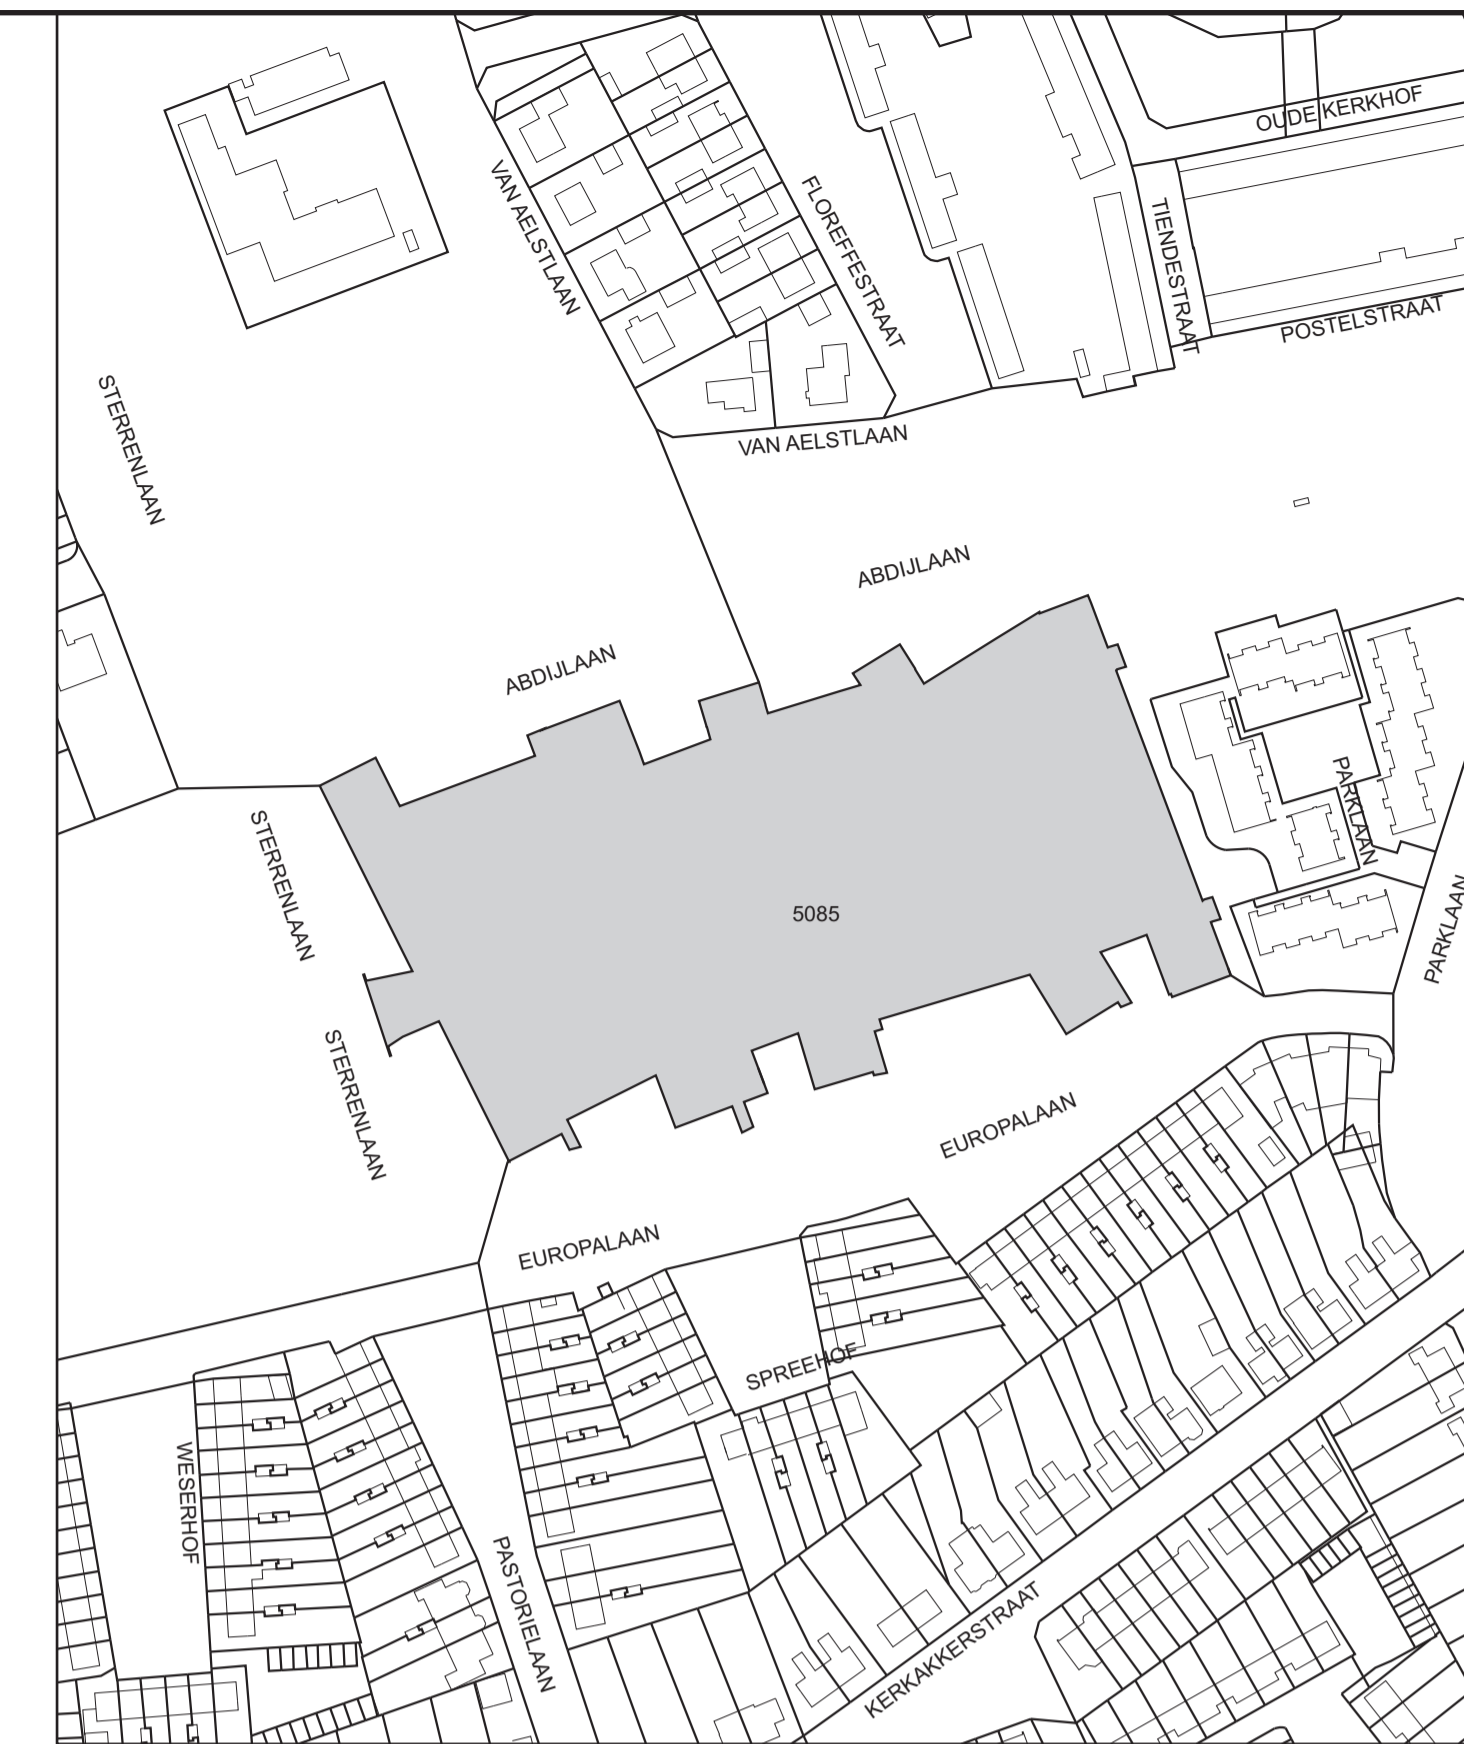 OUDE KERKHOF
VAN AELSTLAAN
FLOREFFESTRAAT
TIENDESTRAAT
POSTELSTRAAT
STERRENLAAN
VAN AELSTLAAN
ABDIJLAAN
ABDIJLAAN
PARKLAAN
STERRENLAAN
5085
PARKLAAN
STERRENLAAN
EUROPALAAN
EUROPALAAN
SPREEHOF
WESERHOF
PASTORIELAAN
KERKAKKERSTRAAT